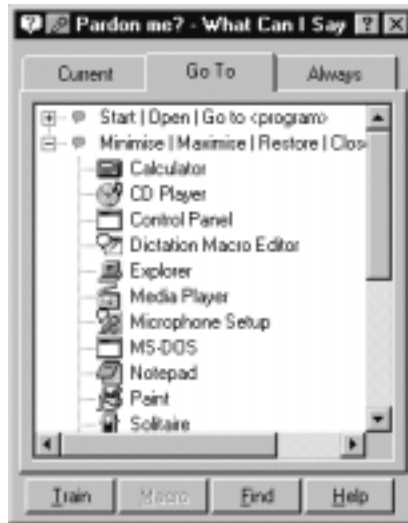 Pardon me? - What Can I Say
Current Go To Always
Start | Open | Go to <program>
Minimise | Maximise | Restore | Clos
Calculator
CD Player
Control Panel
Dictation Macro Editor
Explorer
Media Player
Microphone Setup
MS-DOS
Notepad
Paint
Solitaire
Train Macro Find Help